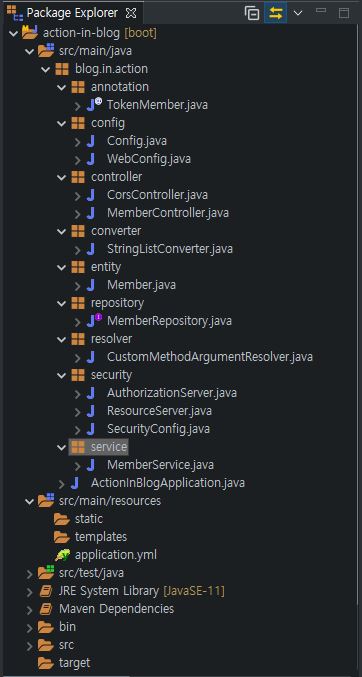 Package Explorer
action-in-blog [boot]
src/main/java
blog.in.action
annotation
TokenMember.java
config
Config.java
WebConfig.java
controller
CorsController.java
MemberController.java
converter
StringListConverter.java
entity
Member.java
repository
MemberRepository.java
resolver
CustomMethodArgumentResolver.java
security
AuthorizationServer.java
ResourceServer.java
SecurityConfig.java
service
MemberService.java
ActionInBlogApplication.java
src/main/resources
static
templates
application.yml
src/test/java
JRE System Library [JavaSE-11]
Maven Dependencies
bin
src
target